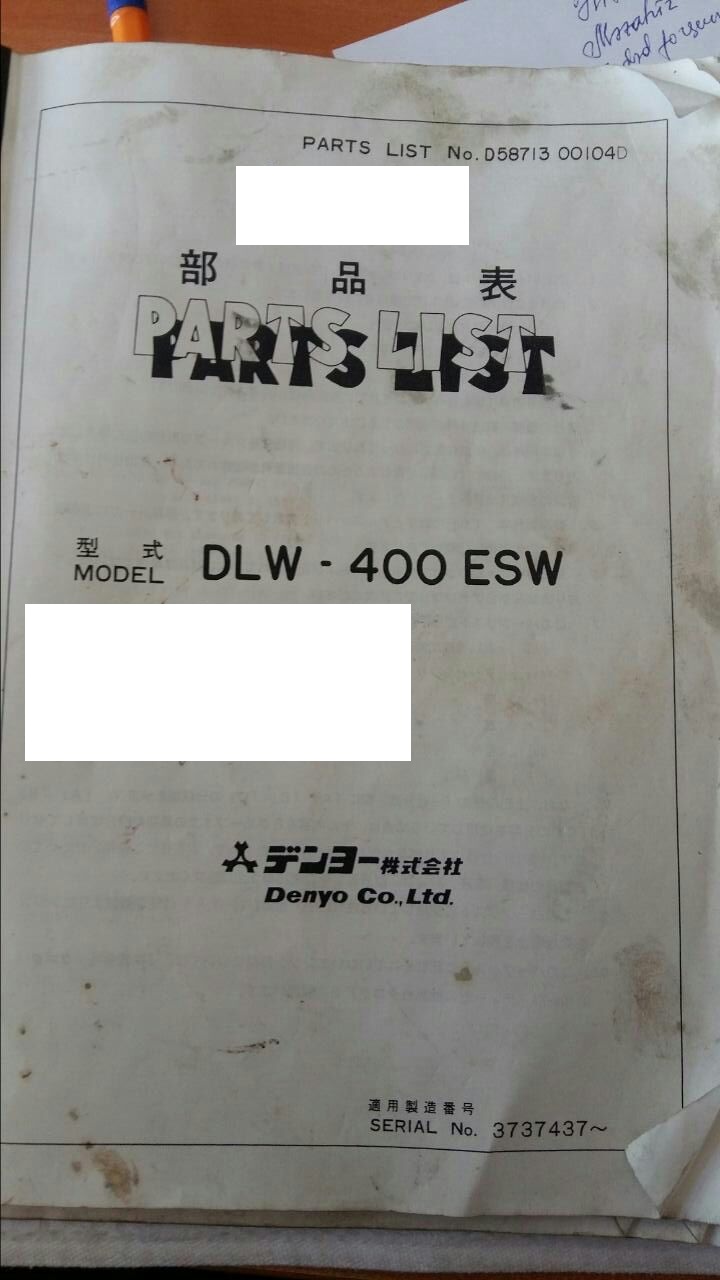 PARTS LIST No. D58713 00104D
部品表
PARTS LIST
型式
MODEL DLW - 400 ESW
デンヨー株式会社
Denyo Co.,Ltd.
適用製造番号
SERIAL No. 3737437~